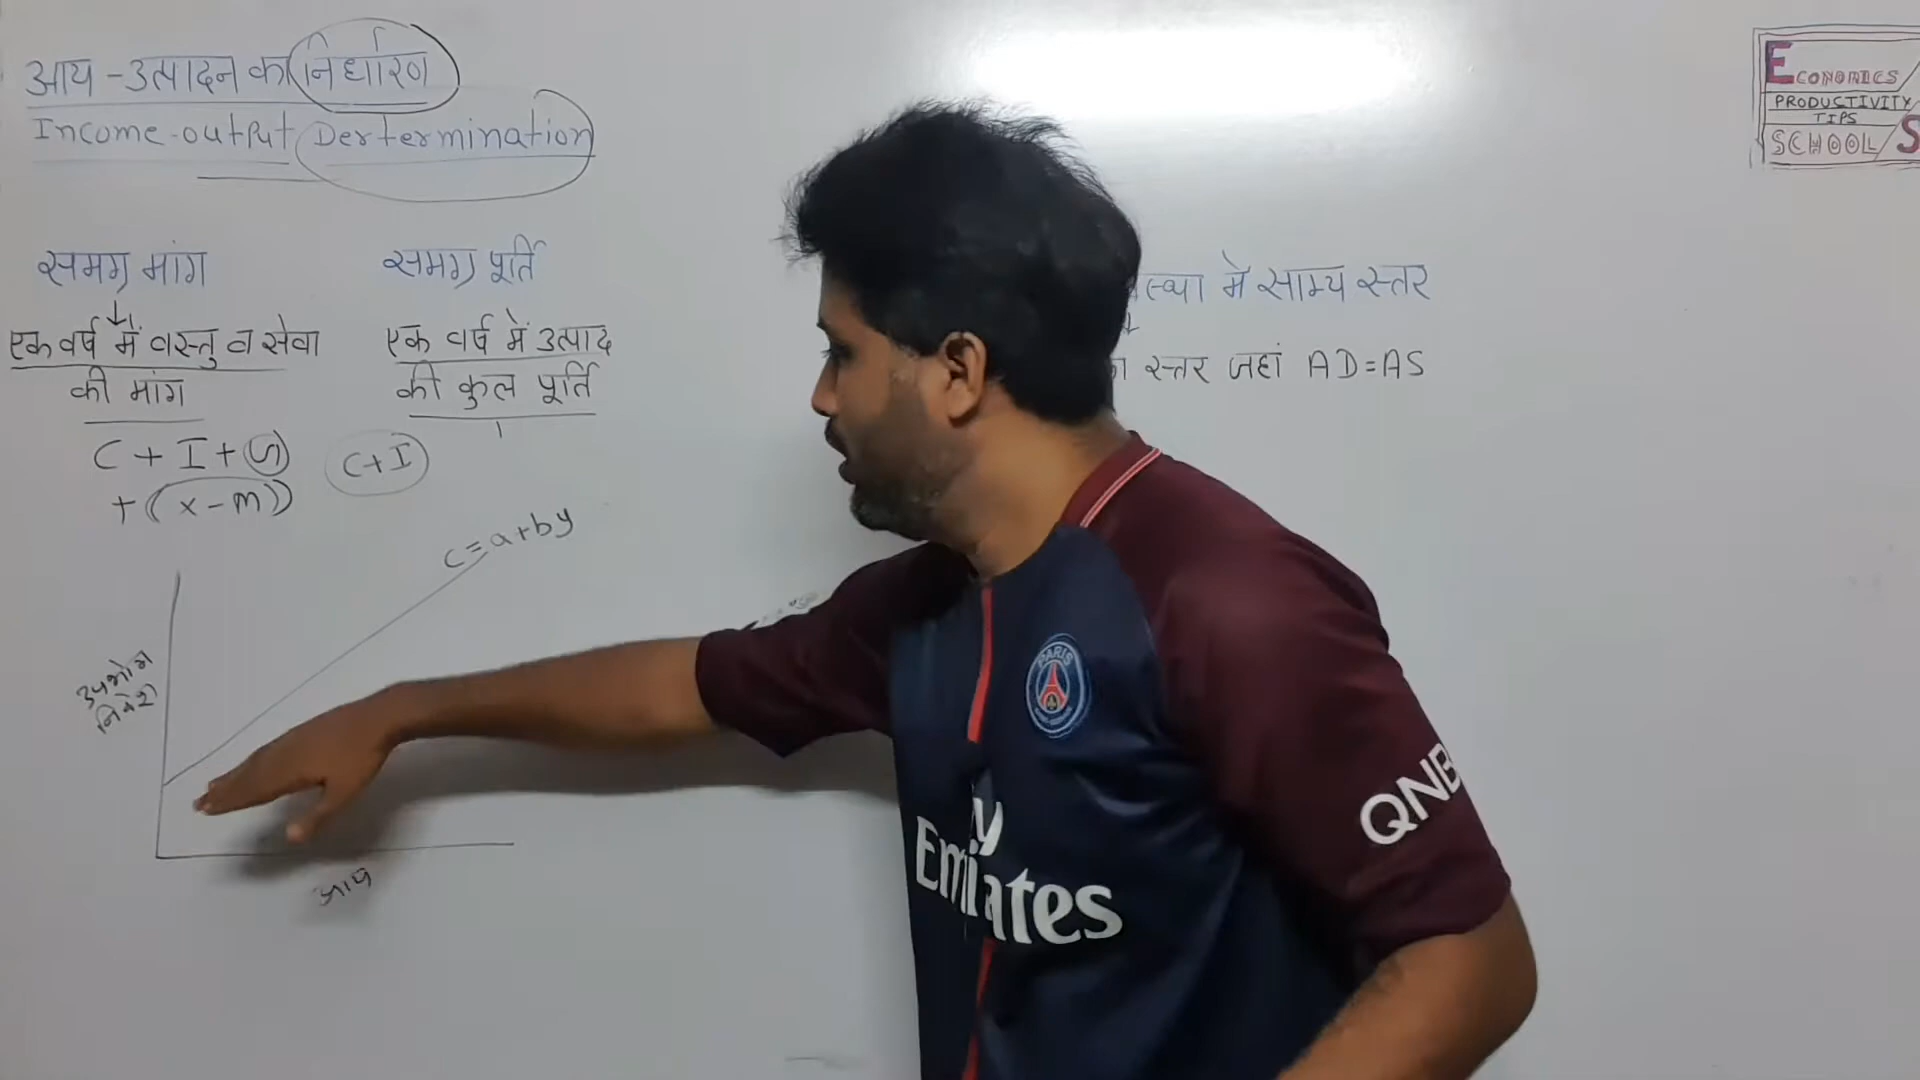 आय-उत्पादन का निर्धारण
Income-output Dertermination
समग्र मांग
एक वर्ष में वस्तु व सेवा
की मांग
C + I + G
+ (x-m)
समग्र पूर्ति
एक वर्ष में उत्पाद
की कुल पूर्ति
C+I
C=a+by
उपभोग
निवेश
आय
में साम्य स्तर
स्तर जहां AD=AS
ECONOMICS
PRODUCTIVITY
TIPS
SCHOOL S
PARIS
Emirates
QNB